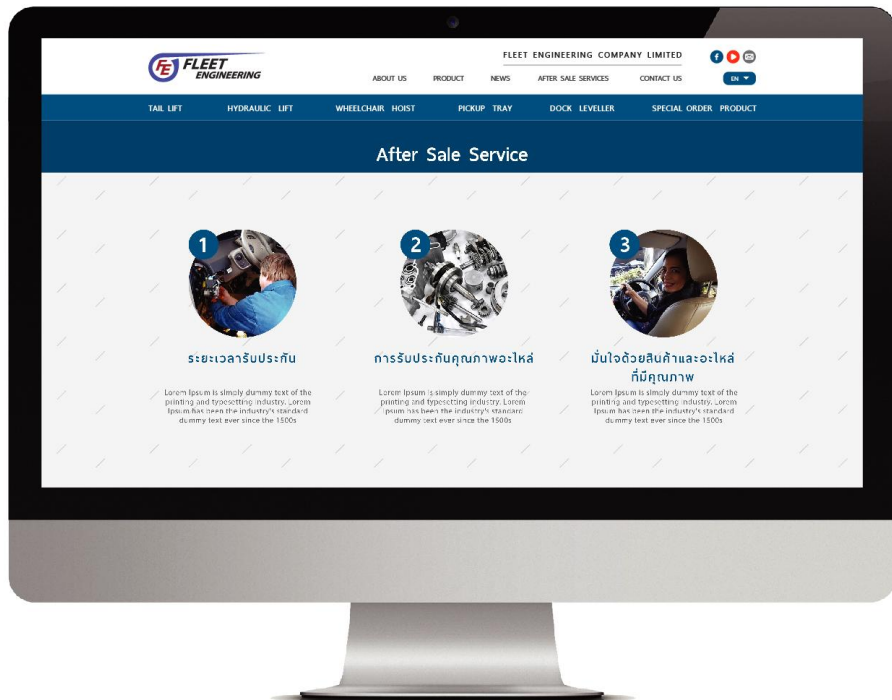 FE FLEET
ENGINEERING
FLEET ENGINEERING COMPANY LIMITED
ABOUT US PRODUCT NEWS AFTER SALE SERVICES CONTACT US EN
TAIL LIFT HYDRAULIC LIFT WHEELCHAIR HOIST PICKUP TRAY DOCK LEVELLER SPECIAL ORDER PRODUCT
After Sale Service
1
ระยะเวลารับประกัน
Lorem Ipsum is simply dummy text of the
printing and typesetting industry. Lorem
Ipsum has been the industry's standard
dummy text ever since the 1500s
2
การรับประกันคุณภาพอะไหล่
Lorem Ipsum is simply dummy text of the
printing and typesetting industry. Lorem
Ipsum has been the industry's standard
dummy text ever since the 1500s
3
มั่นใจด้วยสินค้าและอะไหล่
ที่มีคุณภาพ
Lorem Ipsum is simply dummy text of the
printing and typesetting industry. Lorem
Ipsum has been the industry's standard
dummy text ever since the 1500s